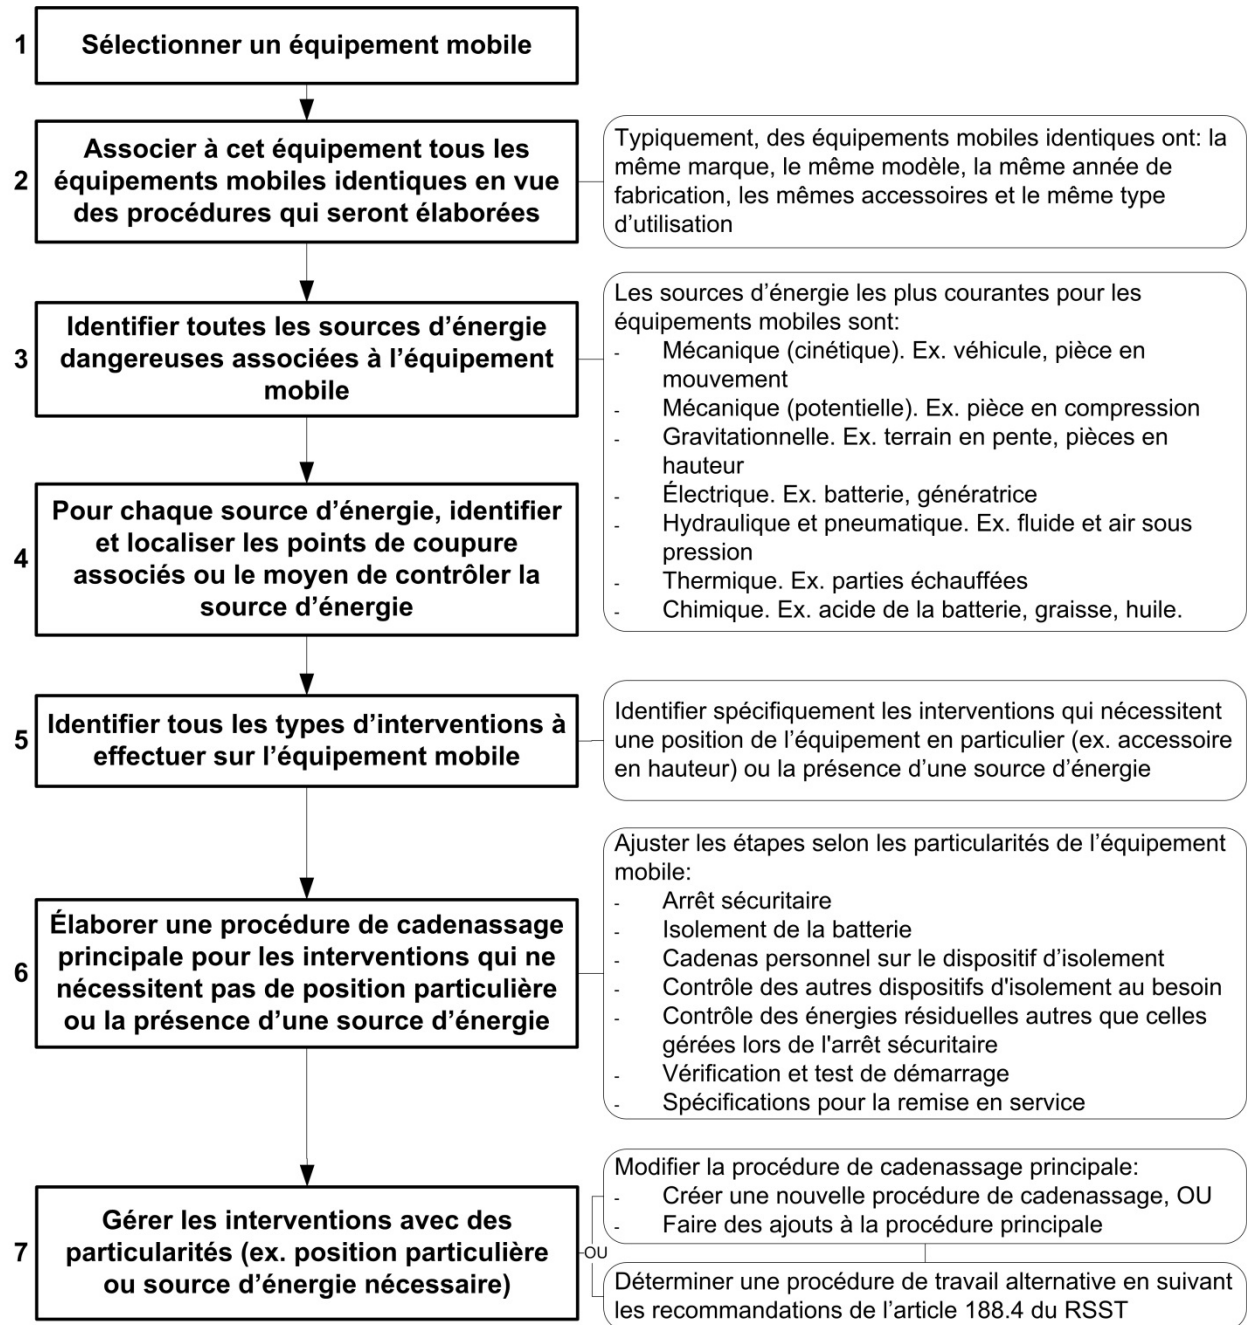 1
Sélectionner un équipement mobile
2
Associer à cet équipement tous les
équipements mobiles identiques en vue
des procédures qui seront élaborées
Typiquement, des équipements mobiles identiques ont: la
même marque, le même modèle, la même année de
fabrication, les mêmes accessoires et le même type
d'utilisation
3
Identifier toutes les sources d'énergie
dangereuses associées à l'équipement
mobile
Les sources d'énergie les plus courantes pour les
équipements mobiles sont:
- Mécanique (cinétique). Ex. véhicule, pièce en
mouvement
- Mécanique (potentielle). Ex. pièce en compression
- Gravitationnelle. Ex. terrain en pente, pièces en
hauteur
- Électrique. Ex. batterie, génératrice
- Hydraulique et pneumatique. Ex. fluide et air sous
pression
- Thermique. Ex. parties échauffées
- Chimique. Ex. acide de la batterie, graisse, huile.
4
Pour chaque source d'énergie, identifier
et localiser les points de coupure
associés ou le moyen de contrôler la
source d'énergie
5
Identifier tous les types d'interventions à
effectuer sur l'équipement mobile
Identifier spécifiquement les interventions qui nécessitent
une position de l'équipement en particulier (ex. accessoire
en hauteur) ou la présence d'une source d'énergie
6
Élaborer une procédure de cadenassage
principale pour les interventions qui ne
nécessitent pas de position particulière
ou la présence d'une source d'énergie
Ajuster les étapes selon les particularités de l'équipement
mobile:
- Arrêt sécuritaire
- Isolement de la batterie
- Cadenas personnel sur le dispositif d'isolement
- Contrôle des autres dispositifs d'isolement au besoin
- Contrôle des énergies résiduelles autres que celles
gérées lors de l'arrêt sécuritaire
- Vérification et test de démarrage
- Spécifications pour la remise en service
7
Gérer les interventions avec des
particularités (ex. position particulière
ou source d'énergie nécessaire)
OU
Modifier la procédure de cadenassage principale:
- Créer une nouvelle procédure de cadenassage, OU
- Faire des ajouts à la procédure principale
Déterminer une procédure de travail alternative en suivant
les recommandations de l'article 188.4 du RSST